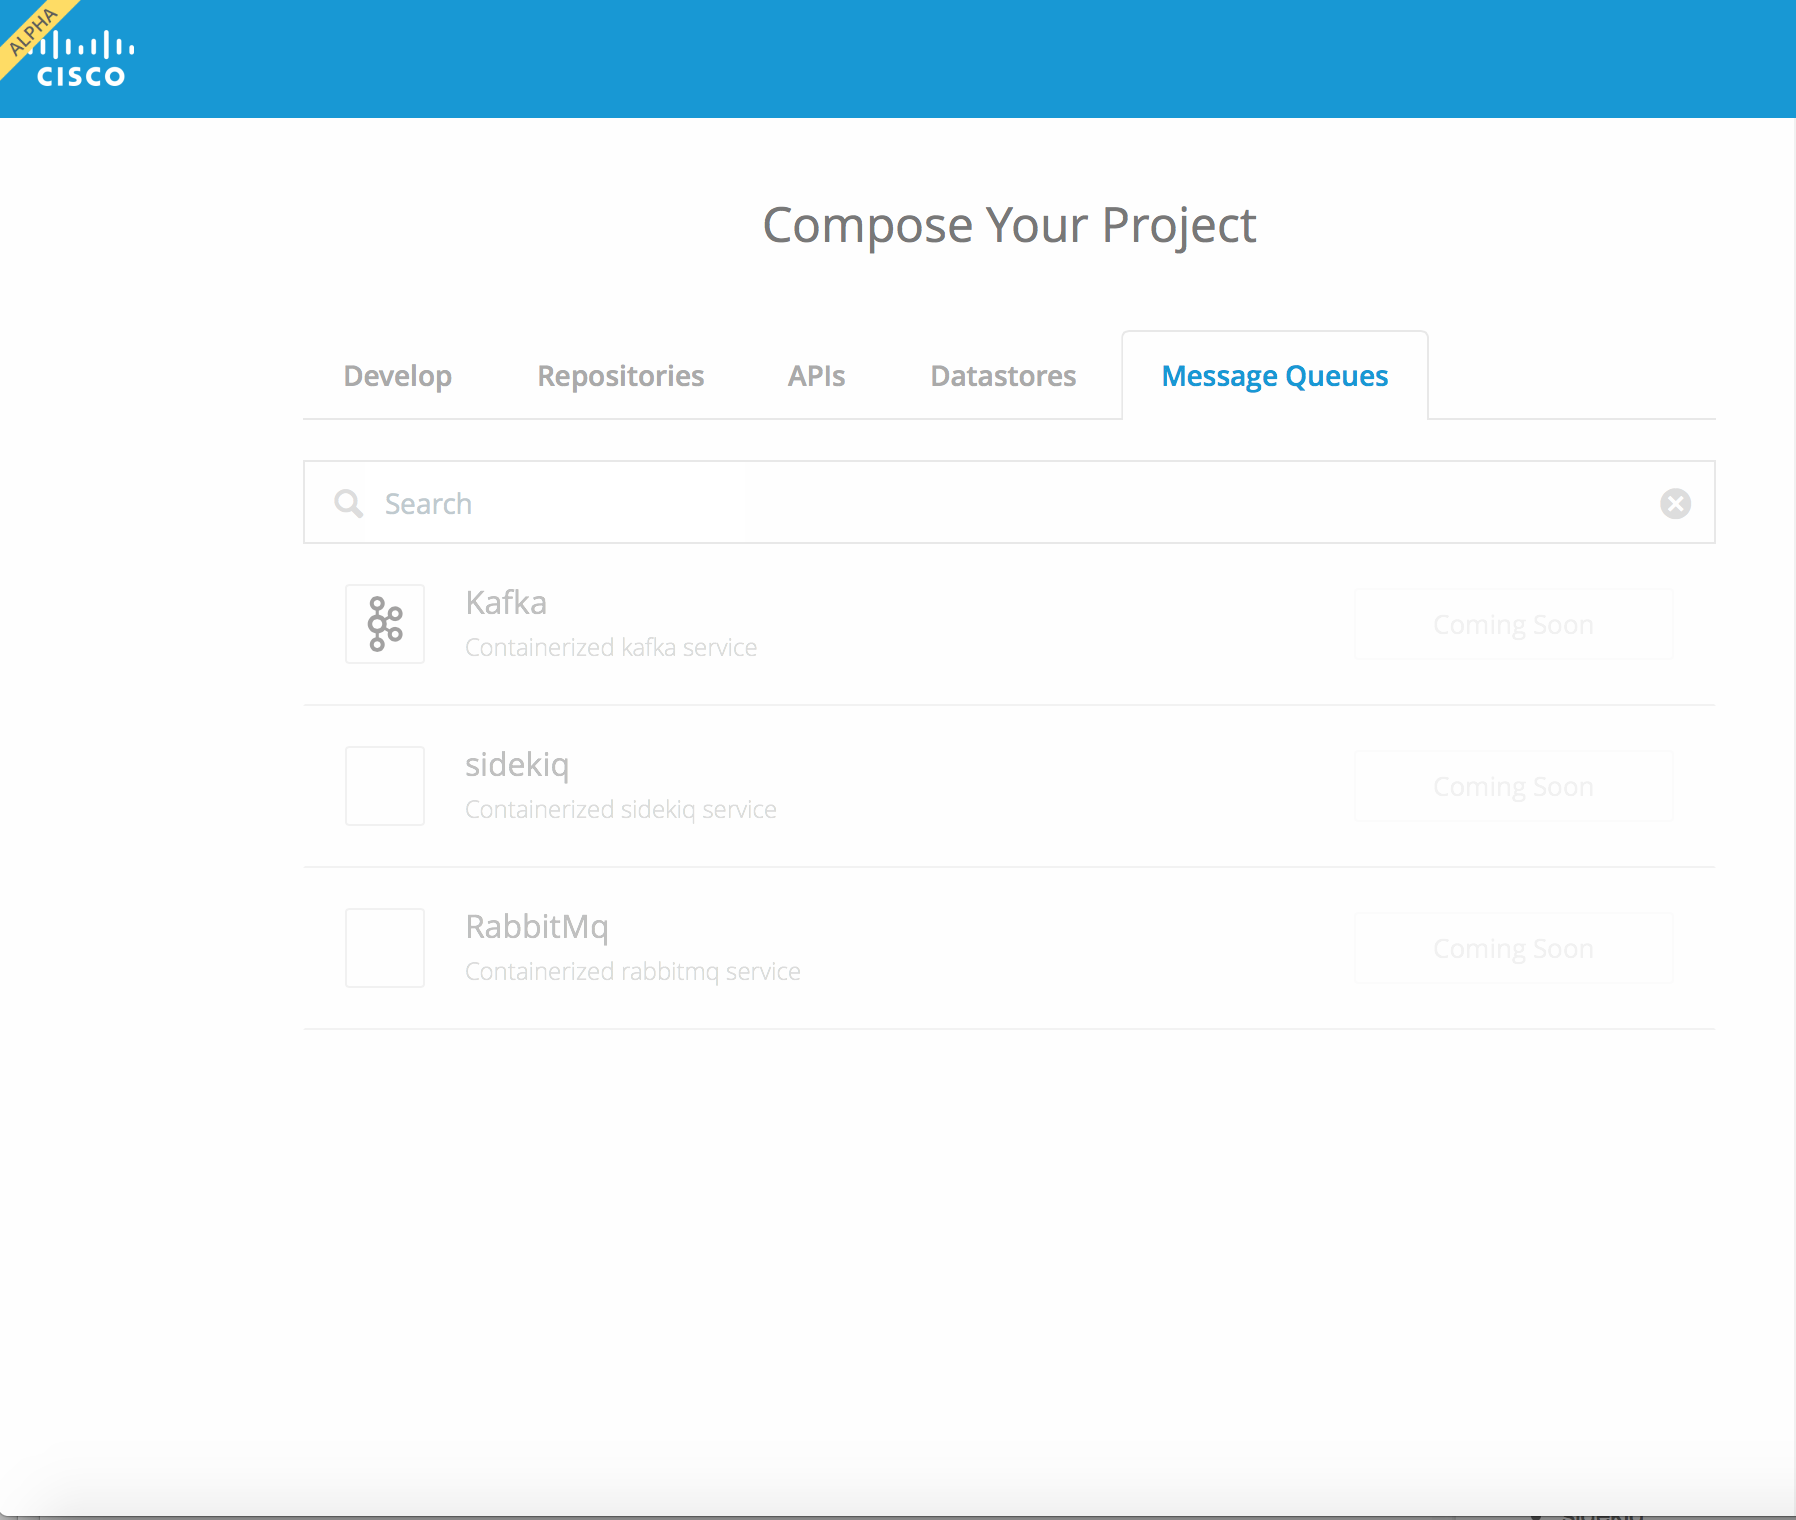 ALPHA
CISCO
Compose Your Project
Develop Repositories APIs Datastores Message Queues
Search
Kafka
Containerized kafka service
Coming Soon
sidekiq
Containerized sidekiq service
Coming Soon
RabbitMq
Containerized rabbitmq service
Coming Soon